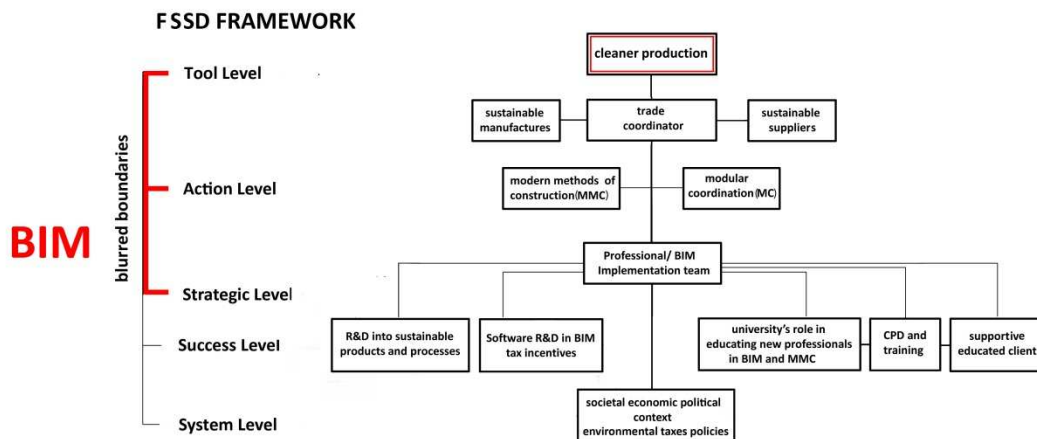 FSSD FRAMEWORK
cleaner production
Tool Level
sustainable
manufactures
trade
coordinator
sustainable
suppliers
blurred boundaries
Action Level
modern methods of
construction(MMC)
modular
coordination(MC)
BIM
Professional/ BIM
Implementation team
Strategic Level
Success Level
R&D into sustainable
products and processes
Software R&D in BIM
tax incentives
university's role in
educating new professionals
in BIM and MMC
CPD and
training
supportive
educated client
System Level
societal economic political
context
environmental taxes policies